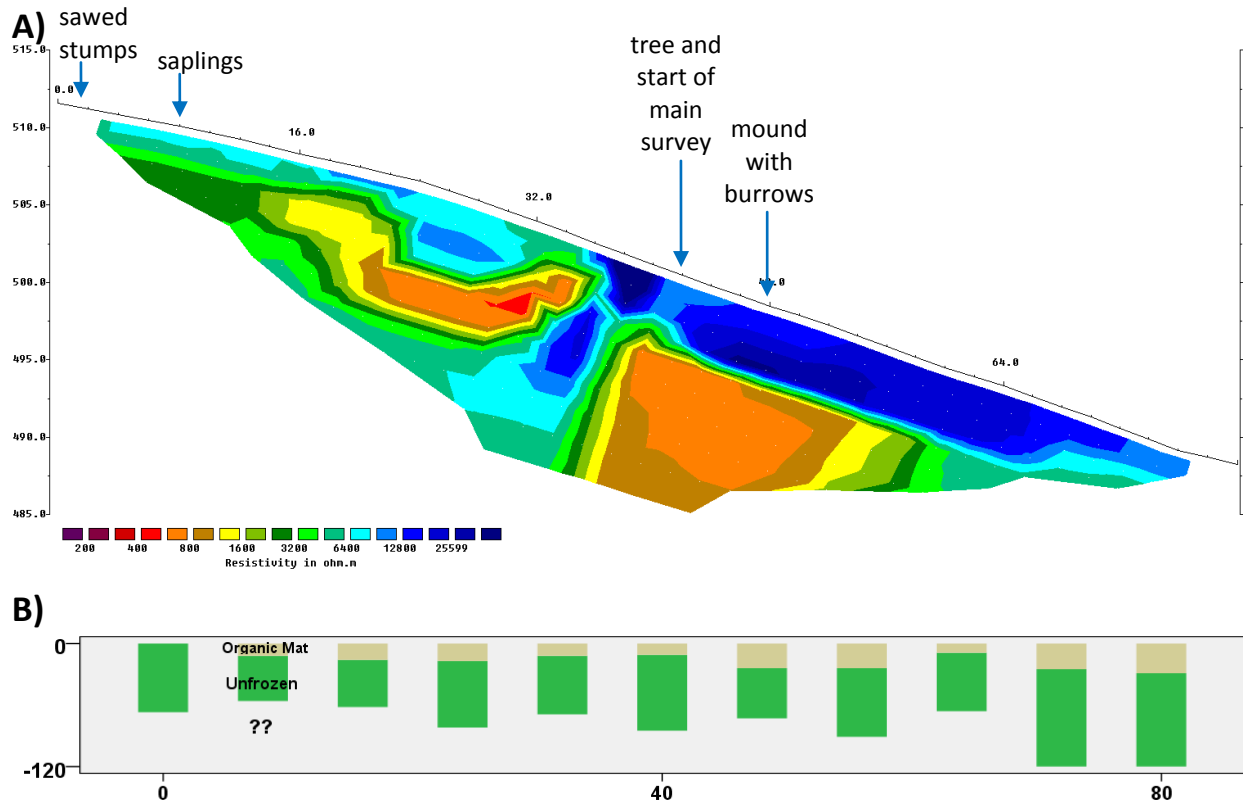 A)
sawed
stumps
saplings
tree and
start of
main
survey
mound
with
burrows
515.0
510.0
505.0
500.0
495.0
490.0
485.0
0.0
16.0
32.0
64.0
200 400 800 1600 3200 6400 12800 25599
Resistivity in ohm.m
B)
0
-120
Organic Mat
Unfrozen
??
0 40 80